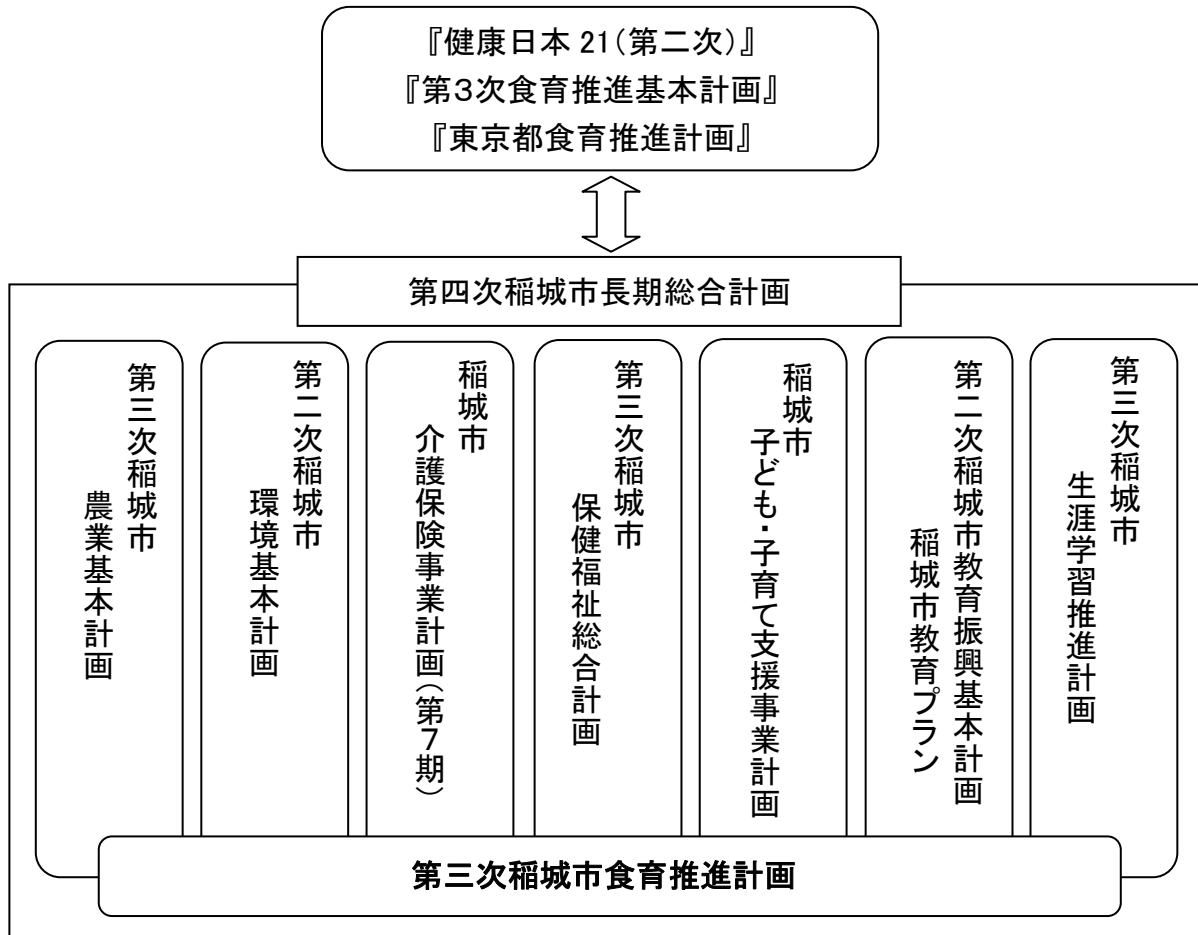 『健康日本 21（第二次）』
『第３次食育推進基本計画』
『東京都食育推進計画』
第四次稲城市長期総合計画
第三次稲城市
生涯学習推進計画
第二次稲城市教育振興基本計画
稲城市教育プラン
稲城市
子ども・子育て支援事業計画
第三次稲城市
保健福祉総合計画
稲城市
介護保険事業計画（第７期）
第二次稲城市
環境基本計画
第三次稲城市
農業基本計画
第三次稲城市食育推進計画